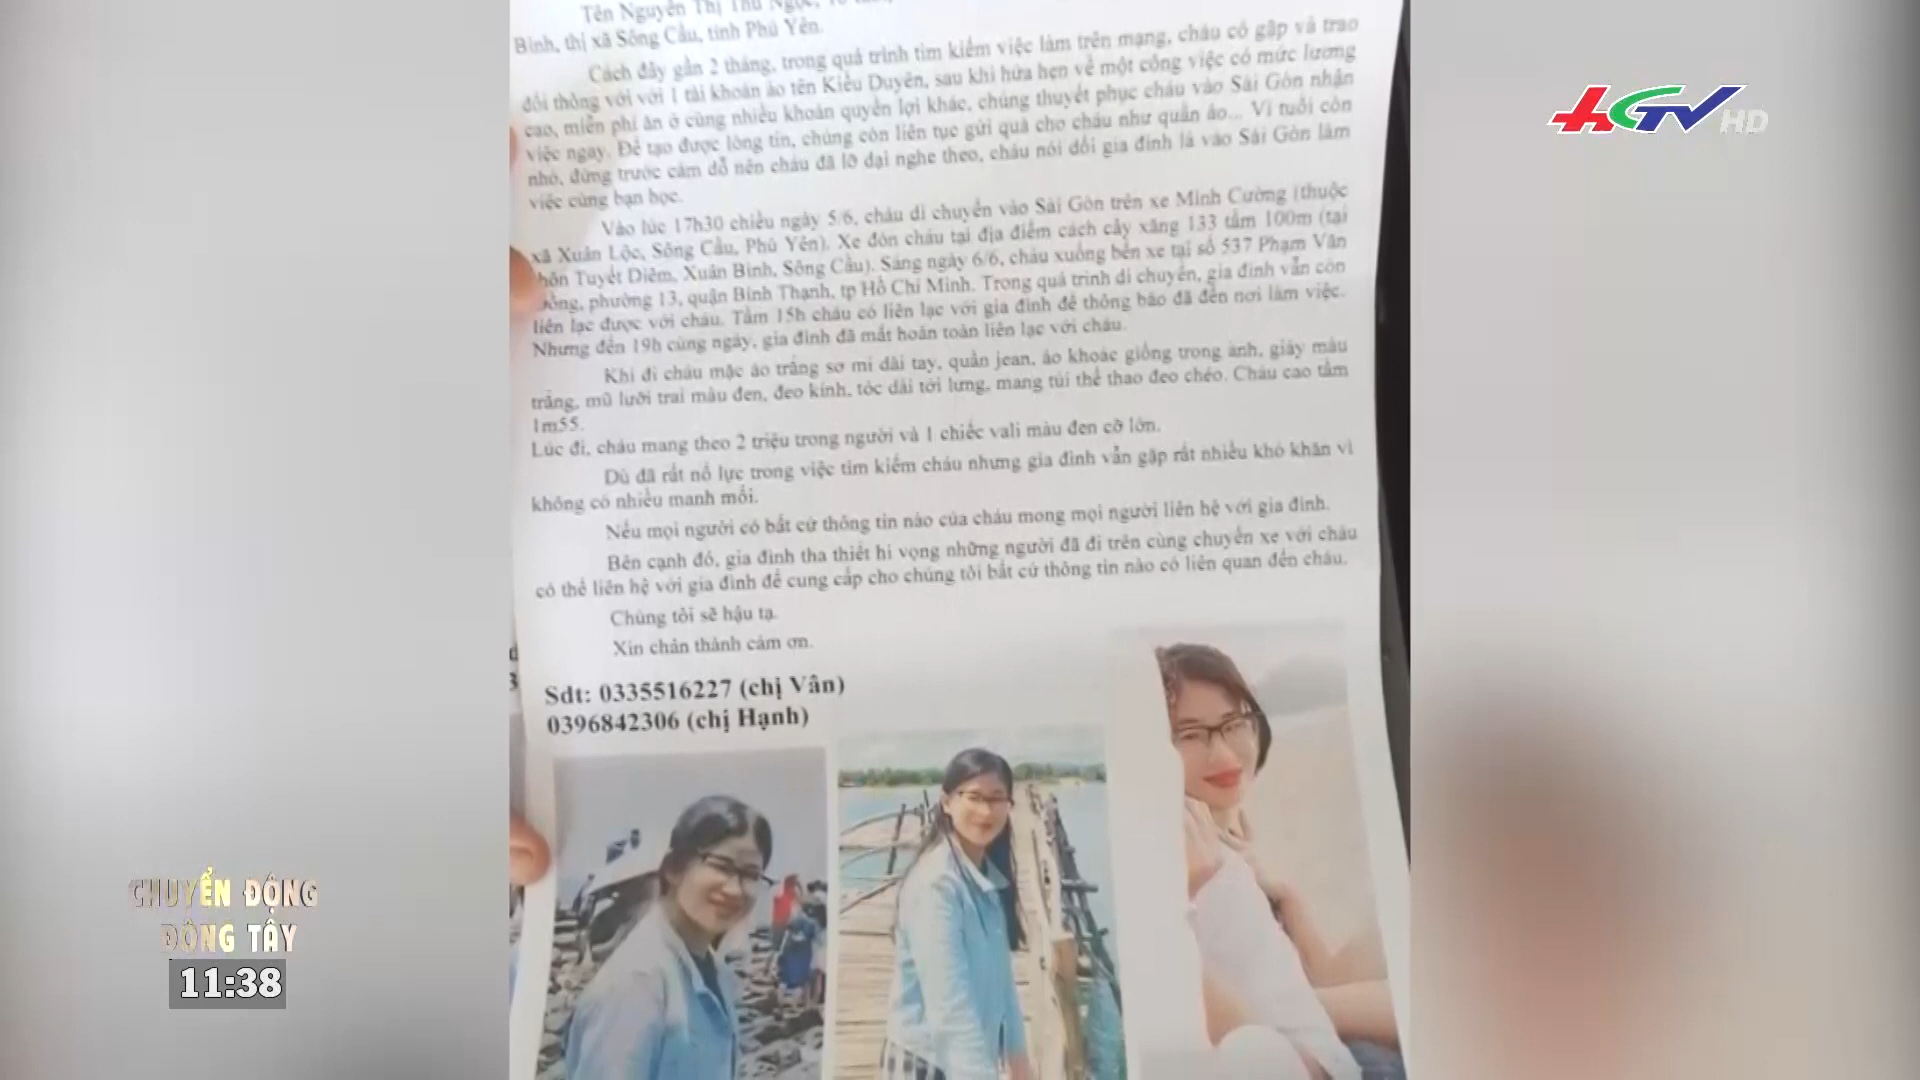 Tên Nguyễn Thị Thu Ngọc,
Bình, thị xã Sông Cầu, tỉnh Phú Yên.
Cách đây gần 2 tháng, trong quá trình tìm kiếm việc làm trên mạng, cháu có gặp và trao
đổi thông với với 1 tài khoản ảo tên Kiều Duyên, sau khi hứa hẹn về một công việc có mức lương
cao, miễn phí ăn ở cùng nhiều khoản quyền lợi khác, chúng thuyết phục cháu vào Sài Gòn nhận
việc ngay. Để tạo được lòng tin, chúng còn liên tục gửi quà cho cháu như quần áo... Vì tuổi còn
nhỏ, đứng trước cám dỗ nên cháu đã lỡ dại nghe theo, cháu nói dối gia đình là vào Sài Gòn làm
việc cùng bạn học.
Vào lúc 17h30 chiều ngày 5/6, cháu di chuyển vào Sài Gòn trên xe Minh Cường (thuộc
xã Xuân Lộc, Sông Cầu, Phú Yên). Xe đón cháu tại địa điểm cách cây xăng 133 tầm 100m (tại
thôn Tuyết Diêm, Xuân Bình, Sông Cầu). Sáng ngày 6/6, cháu xuống bến xe tại số 537 Phạm Văn
Đồng, phường 13, quận Bình Thạnh, tp Hồ Chí Minh. Trong quá trình di chuyển, gia đình vẫn còn
liên lạc được với cháu. Tầm 15h cháu có liên lạc với gia đình để thông báo đã đến nơi làm việc.
Nhưng đến 19h cùng ngày, gia đình đã mất hoàn toàn liên lạc với cháu.
Khi đi cháu mặc áo trắng sơ mi dài tay, quần jean, áo khoác giống trong ảnh, giày màu
trắng, mũ lưỡi trai màu đen, đeo kính, tóc dài tới lưng, mang túi thể thao đeo chéo. Cháu cao tầm
1m55.
Lúc đi, cháu mang theo 2 triệu trong người và 1 chiếc vali màu đen cỡ lớn.
Dù đã rất nổ lực trong việc tìm kiếm cháu nhưng gia đình vẫn gặp rất nhiều khó khăn vì
không có nhiều manh mối.
Nếu mọi người có bất cứ thông tin nào của cháu mong mọi người liên hệ với gia đình.
Bên cạnh đó, gia đình tha thiết hi vọng những người đã đi trên cùng chuyến xe với cháu
có thể liên hệ với gia đình để cung cấp cho chúng tôi bất cứ thông tin nào có liên quan đến cháu.
Chúng tôi sẽ hậu tạ.
Xin chân thành cám ơn.
Sdt: 0335516227 (chị Vân)
0396842306 (chị Hạnh)
HGTV HD
CHUYỂN ĐỘNG
ĐÔNG TÂY
11:38